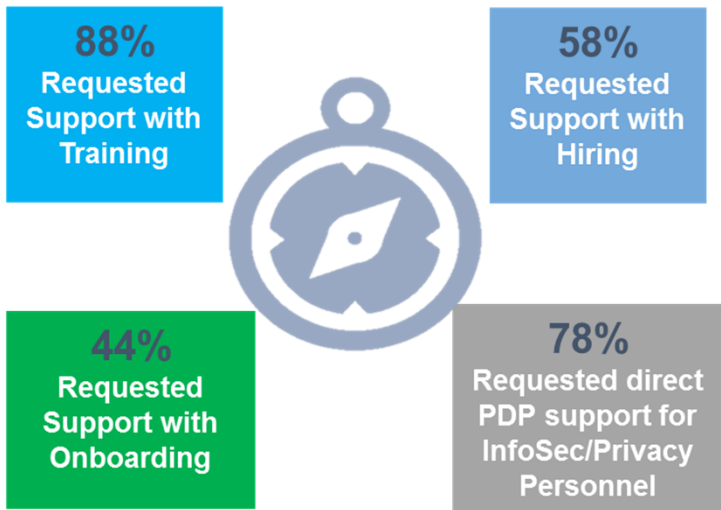 88%
Requested
Support with
Training
58%
Requested
Support with
Hiring
44%
Requested
Support with
Onboarding
78%
Requested direct
PDP support for
InfoSec/Privacy
Personnel